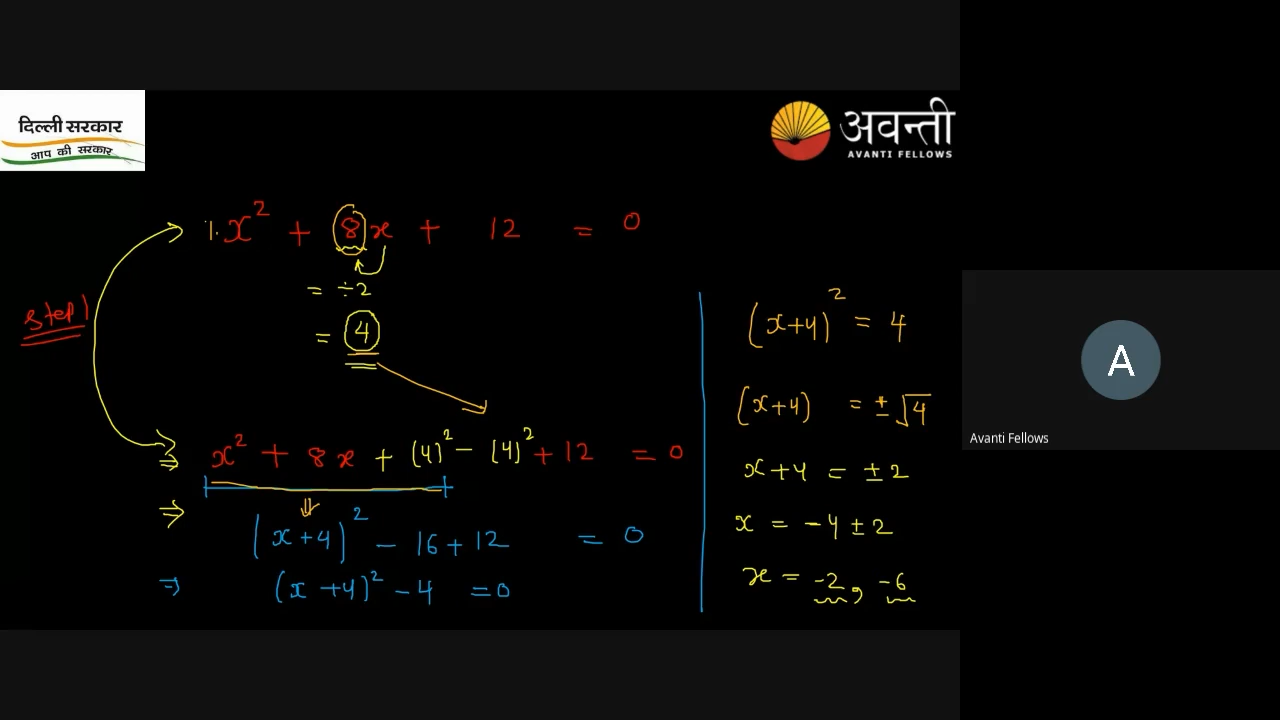 दिल्ली सरकार
आप की सरकार
अवन्ती
AVANTI FELLOWS
1. x² + 8x + 12 = 0
= ÷2
= 4
Step 1
⇒ x² + 8x + (4)² − (4)² + 12 = 0
⇒ (x+4)² − 16 + 12 = 0
⇒ (x+4)² − 4 = 0
(x+4)² = 4
(x+4) = ± √4
x+4 = ± 2
x = −4 ± 2
x = −2, −6
A
Avanti Fellows